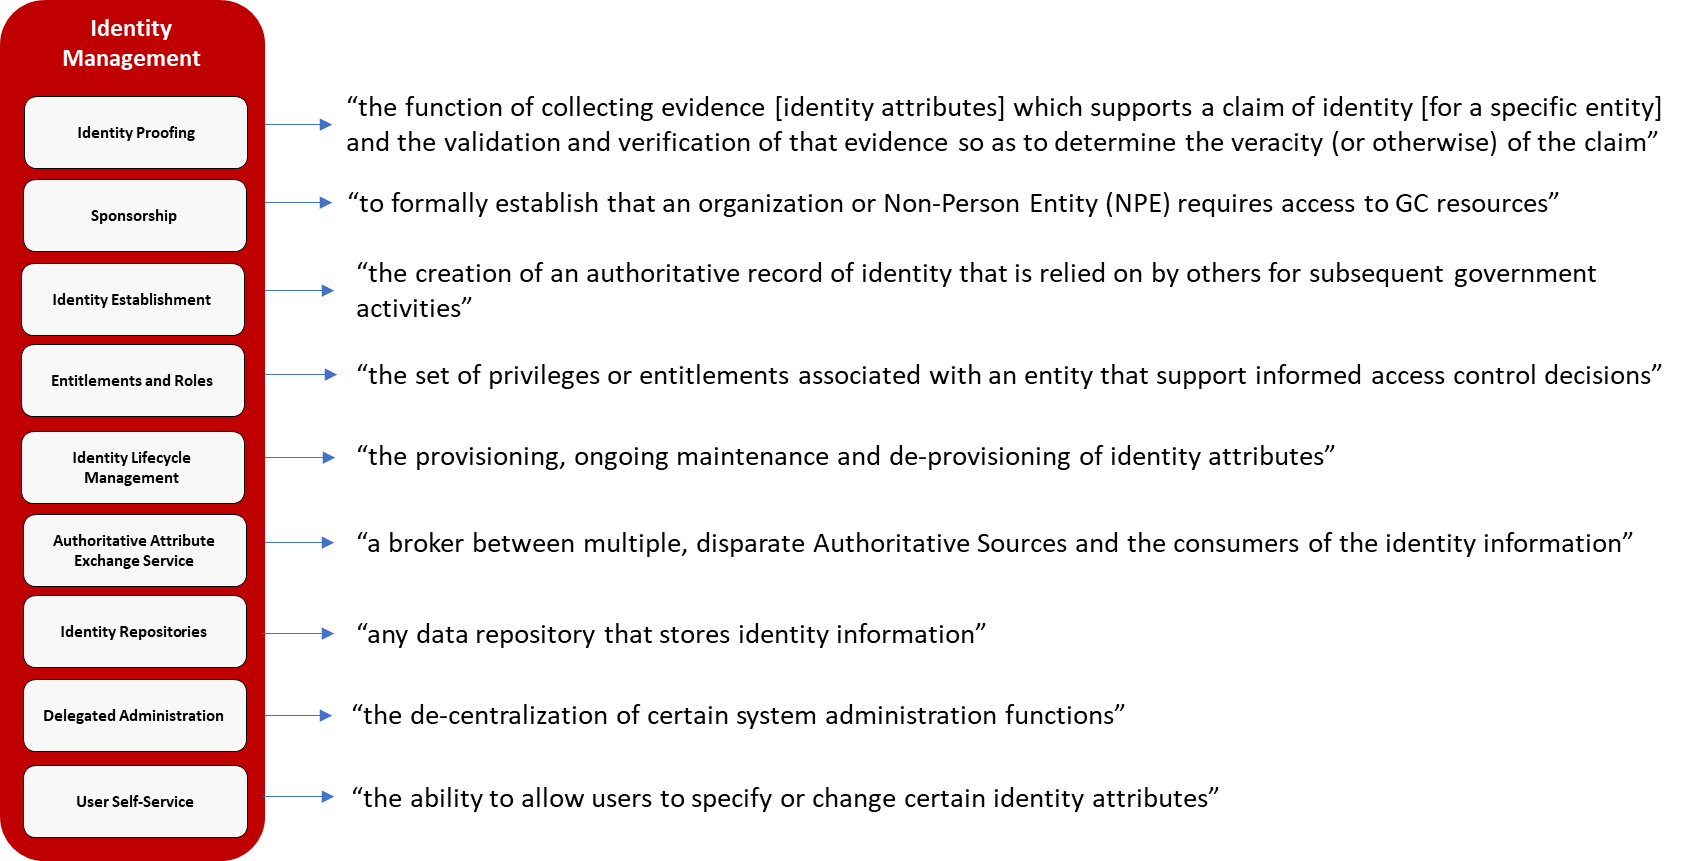 Identity
Management
Identity Proofing
“the function of collecting evidence [identity attributes] which supports a claim of identity [for a specific entity]
and the validation and verification of that evidence so as to determine the veracity (or otherwise) of the claim”
Sponsorship
“to formally establish that an organization or Non-Person Entity (NPE) requires access to GC resources”
Identity Establishment
“the creation of an authoritative record of identity that is relied on by others for subsequent government
activities”
Entitlements and Roles
“the set of privileges or entitlements associated with an entity that support informed access control decisions”
Identity Lifecycle
Management
“the provisioning, ongoing maintenance and de-provisioning of identity attributes”
Authoritative Attribute
Exchange Service
“a broker between multiple, disparate Authoritative Sources and the consumers of the identity information”
Identity Repositories
“any data repository that stores identity information”
Delegated Administration
“the de-centralization of certain system administration functions”
User Self-Service
“the ability to allow users to specify or change certain identity attributes”